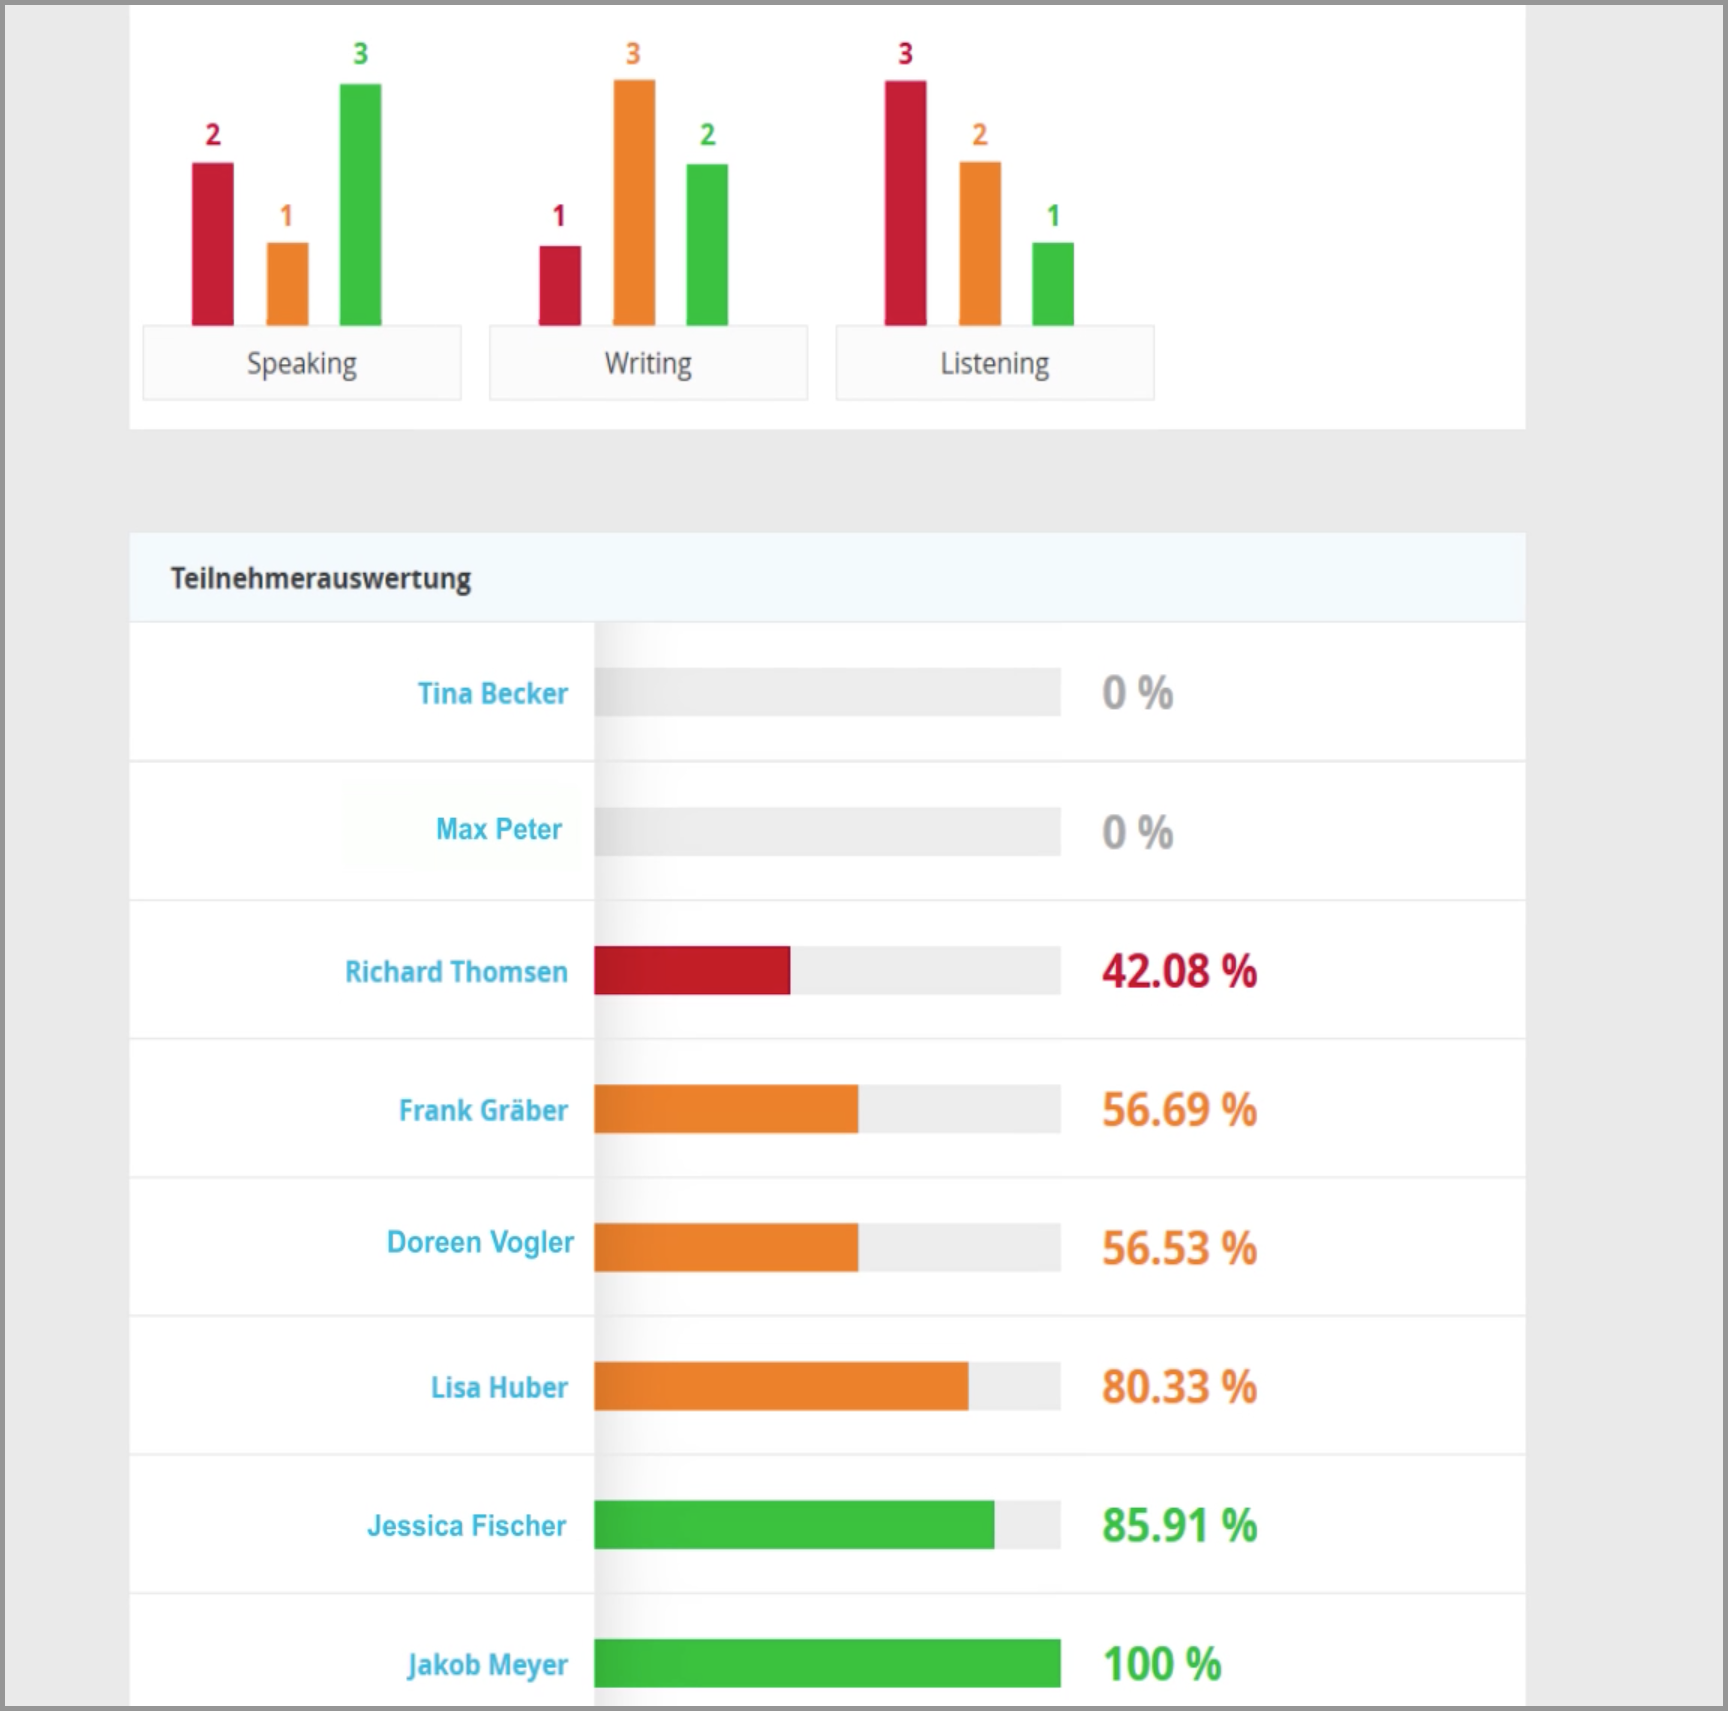 3 3 3
2 2 2
1 1 1
Speaking Writing Listening
Teilnehmerauswertung
Tina Becker 0 %
Max Peter 0 %
Richard Thomsen 42.08 %
Frank Gräber 56.69 %
Doreen Vogler 56.53 %
Lisa Huber 80.33 %
Jessica Fischer 85.91 %
Jakob Meyer 100 %